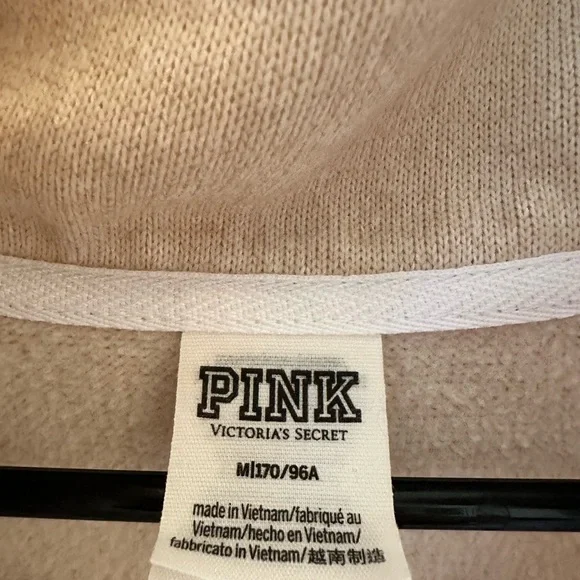 PINK
VICTORIA'S SECRET
M|170/96A
made in Vietnam/fabriqué au
Vietnam/hecho en Vietnam/
fabbricato in Vietnam/越南制造